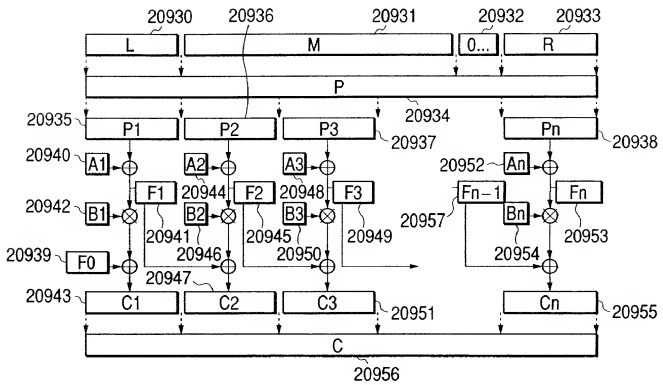 20930 20936 20931 20932 20933
L M 0... R
P
20934
20935 P1 P2 P3 20937 Pn 20938
20940 A1 A2 20944 A3 20948 20952 An
F1 F2 F3 Fn-1 Fn
20942 B1 20941 B2 20945 B3 20949 20957 Bn 20953
20946 20950 20954
20939 F0
20947
20943 C1 C2 C3 20951 Cn 20955
C
20956